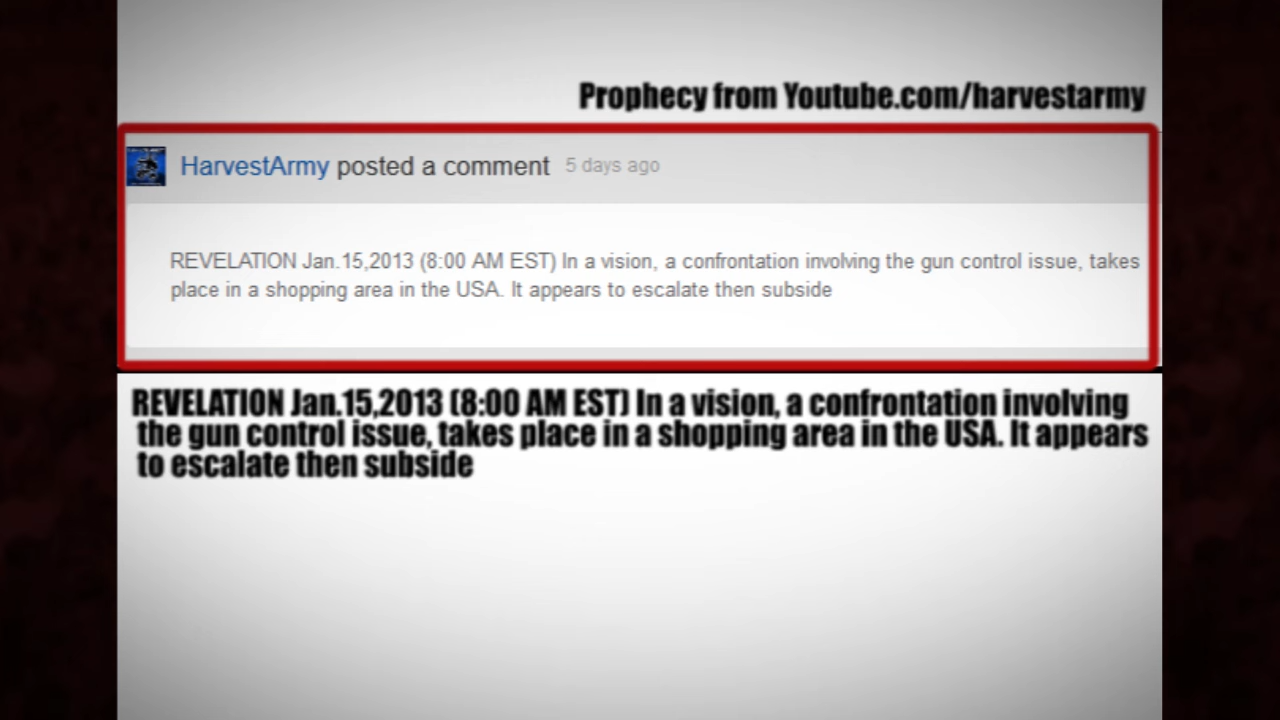 Prophecy from Youtube.com/harvestarmy
HarvestArmy posted a comment 5 days ago
REVELATION Jan.15,2013 (8:00 AM EST) In a vision, a confrontation involving the gun control issue, takes
place in a shopping area in the USA. It appears to escalate then subside
REVELATION Jan.15,2013 (8:00 AM EST) In a vision, a confrontation involving
the gun control issue, takes place in a shopping area in the USA. It appears
to escalate then subside